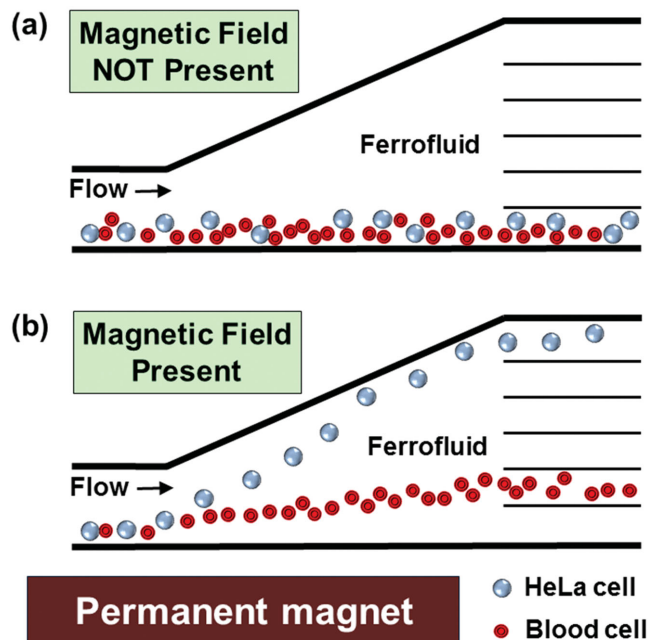 (a)
Magnetic Field
NOT Present
Ferrofluid
Flow
(b)
Magnetic Field
Present
Ferrofluid
Flow
Permanent magnet
HeLa cell
Blood cell